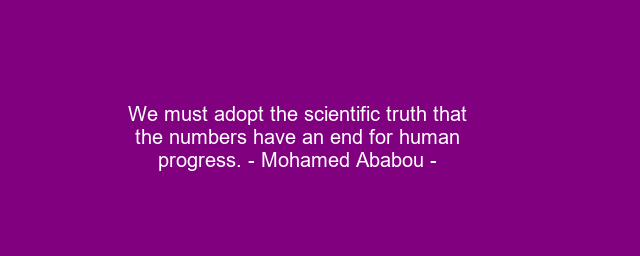 We must adopt the scientific truth that
the numbers have an end for human
progress. - Mohamed Ababou -